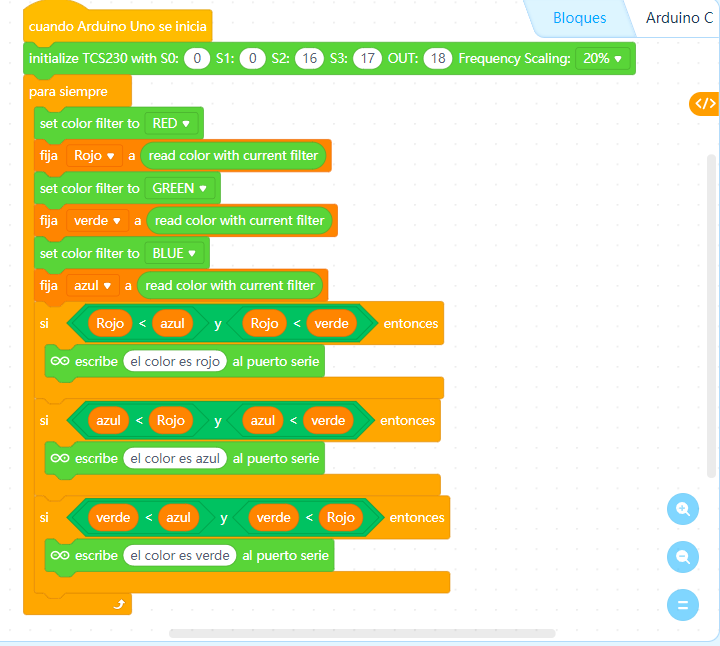 Bloques
Arduino C
cuando Arduino Uno se inicia
initialize TCS230 with S0: 0 S1: 0 S2: 16 S3: 17 OUT: 18 Frequency Scaling: 20% ▾
para siempre
</>
set color filter to RED ▾
fija Rojo ▾ a read color with current filter
set color filter to GREEN ▾
fija verde ▾ a read color with current filter
set color filter to BLUE ▾
fija azul ▾ a read color with current filter
si Rojo < azul y Rojo < verde entonces
escribe el color es rojo al puerto serie
si azul < Rojo y azul < verde entonces
escribe el color es azul al puerto serie
si verde < azul y verde < Rojo entonces
escribe el color es verde al puerto serie